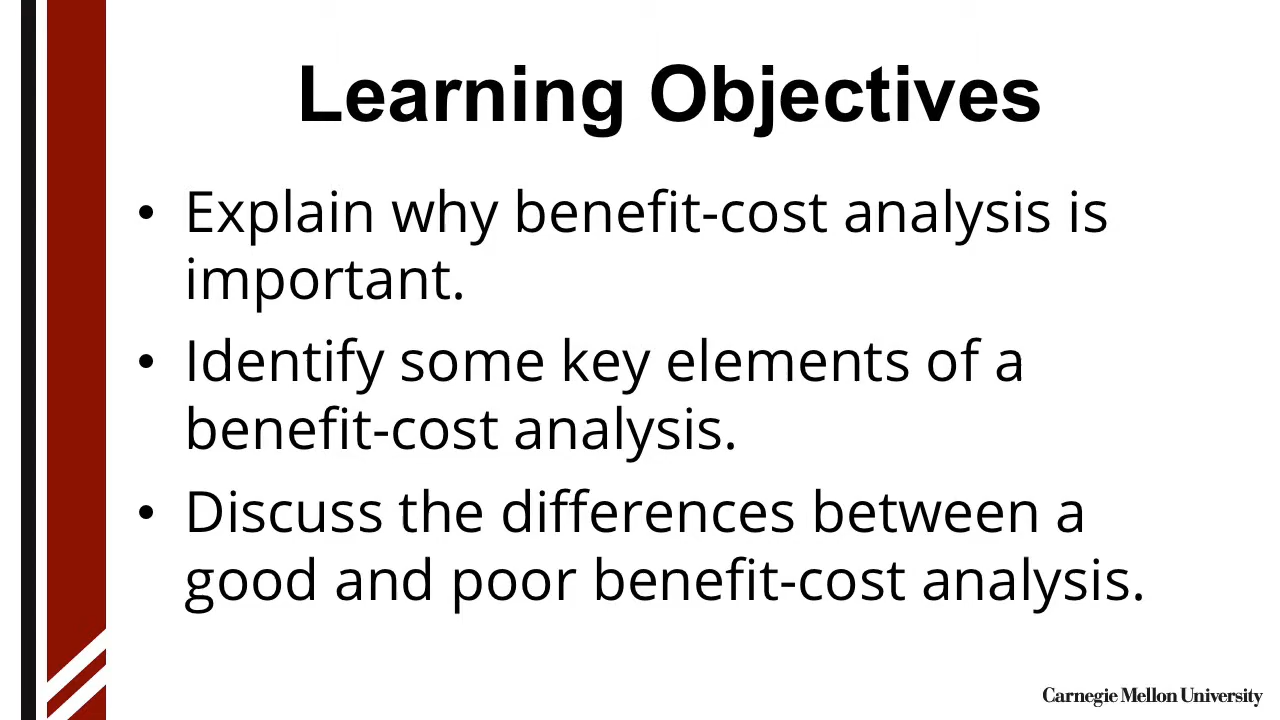 Learning Objectives
• Explain why benefit-cost analysis is
important.
• Identify some key elements of a
benefit-cost analysis.
• Discuss the differences between a
good and poor benefit-cost analysis.
Carnegie Mellon University